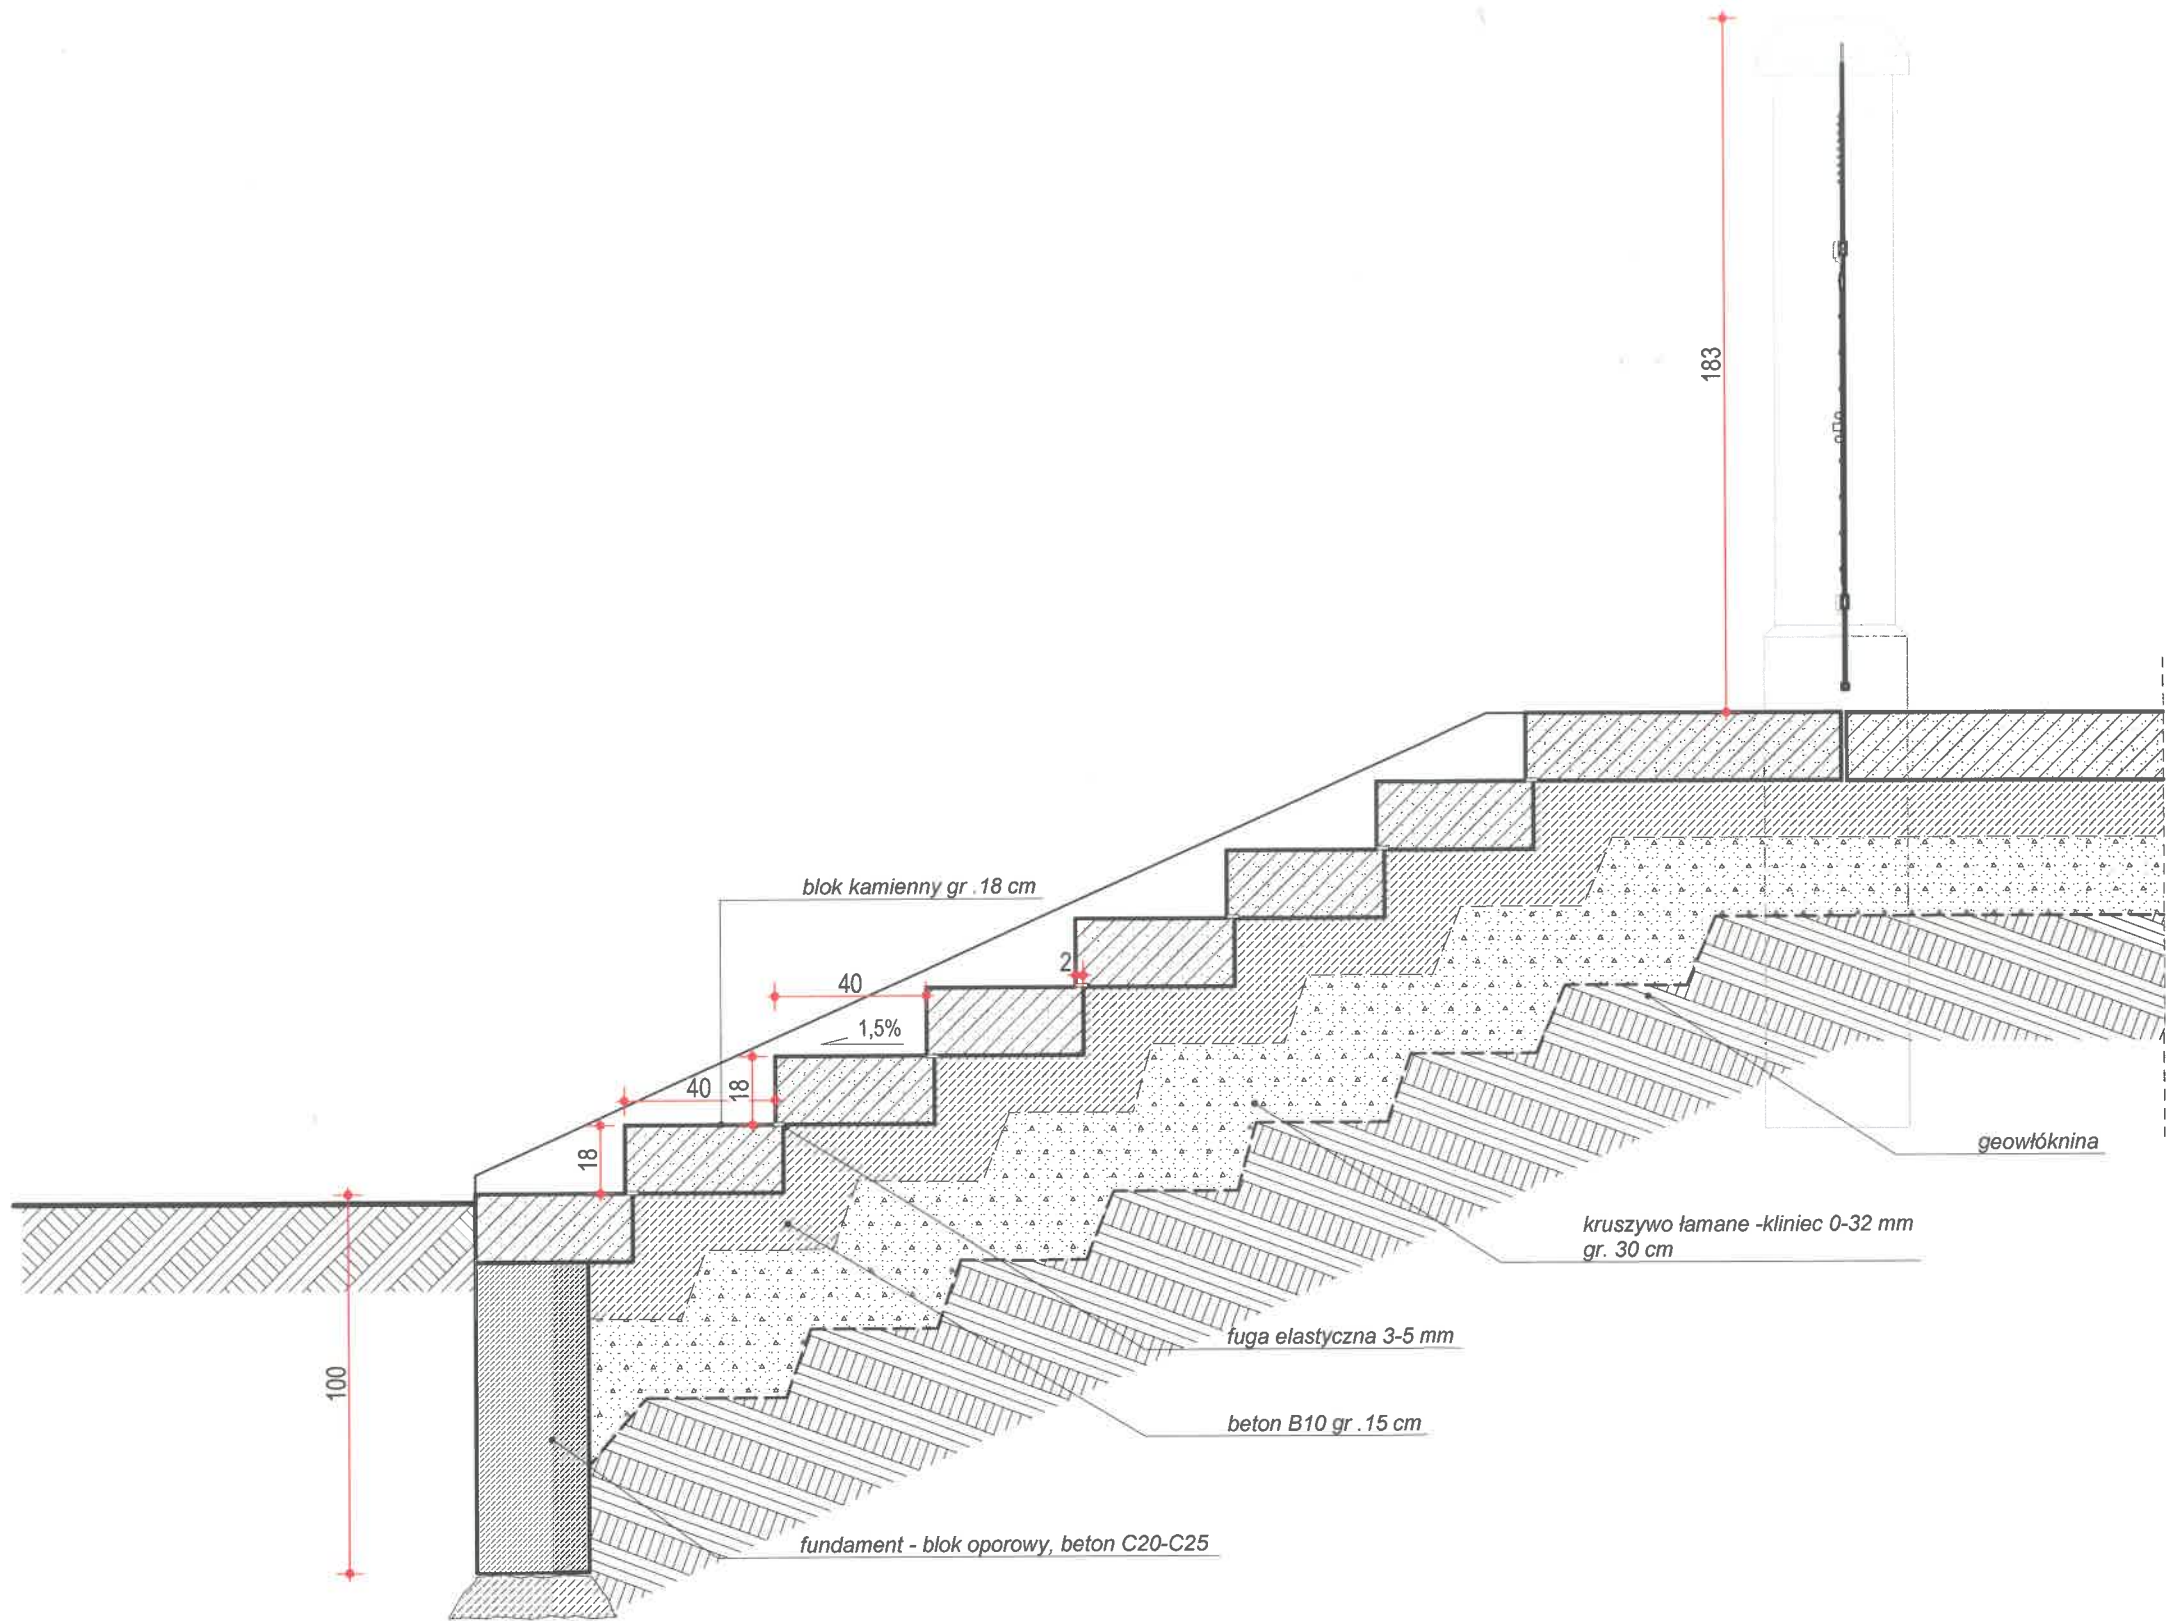 183
blok kamienny gr .18 cm
2
40
1,5%
40
18
18
geowłóknina
kruszywo łamane -kliniec 0-32 mm
gr. 30 cm
fuga elastyczna 3-5 mm
100
beton B10 gr .15 cm
fundament - blok oporowy, beton C20-C25